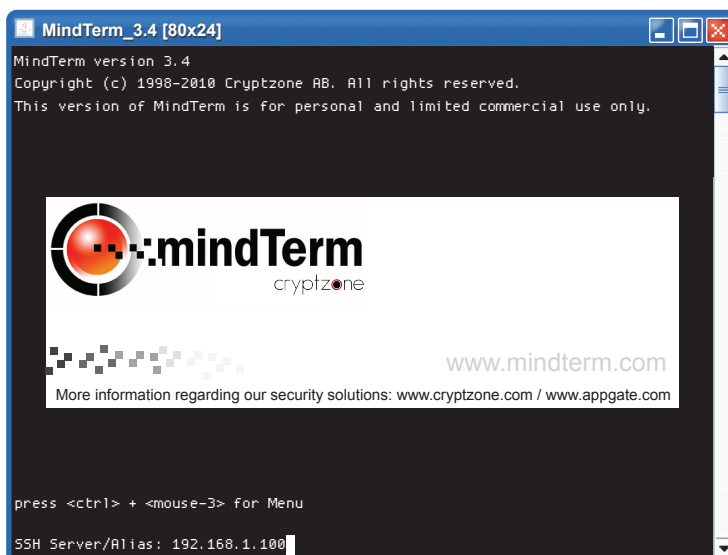 MindTerm_3.4 [80x24]
MindTerm version 3.4
Copyright (c) 1998-2010 Cryptzone AB. All rights reserved.
This version of MindTerm is for personal and limited commercial use only.
mindTerm
cryptzone
www.mindterm.com
More information regarding our security solutions: www.cryptzone.com / www.appgate.com
press <ctrl> + <mouse-3> for Menu
SSH Server/Alias: 192.168.1.100